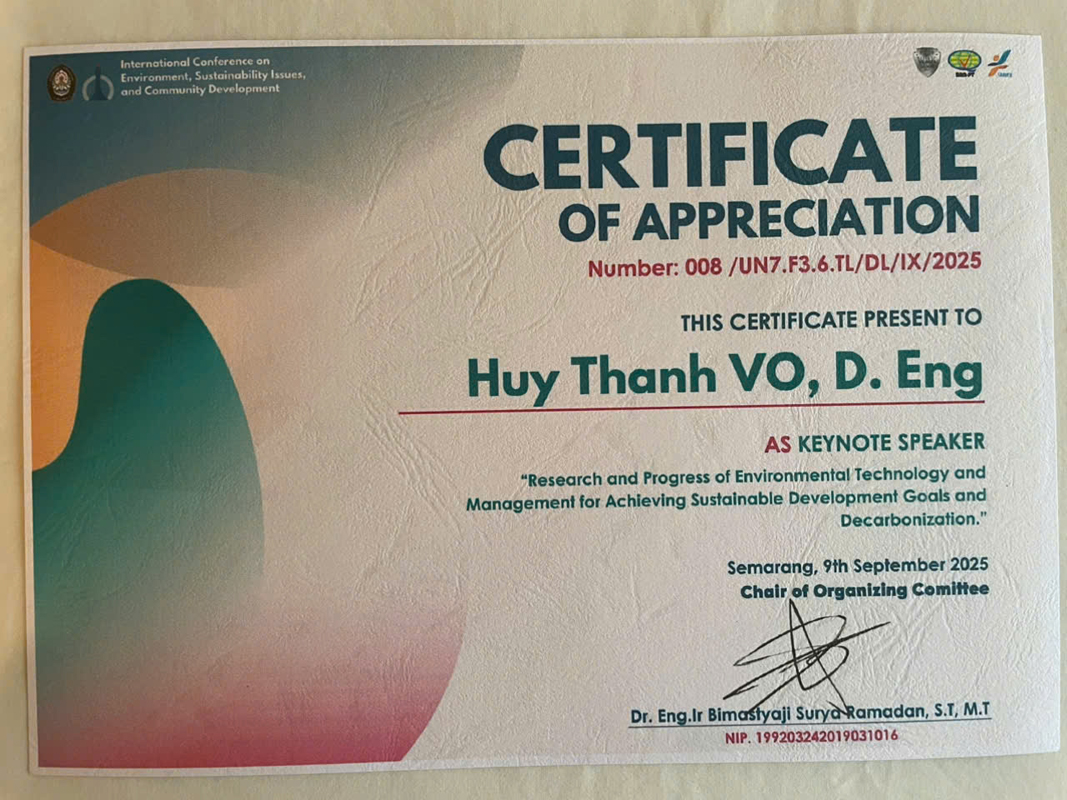 International Conference on
Environment, Sustainability Issues,
and Community Development
BAN-PT
CERTIFICATE
OF APPRECIATION
Number: 008 /UN7.F3.6.TL/DL/IX/2025
THIS CERTIFICATE PRESENT TO
Huy Thanh VO, D. Eng
AS KEYNOTE SPEAKER
“Research and Progress of Environmental Technology and
Management for Achieving Sustainable Development Goals and
Decarbonization.”
Semarang, 9th September 2025
Chair of Organizing Comittee
Dr. Eng.Ir Bimastyaji Surya Ramadan, S.T, M.T
NIP. 199203242019031016